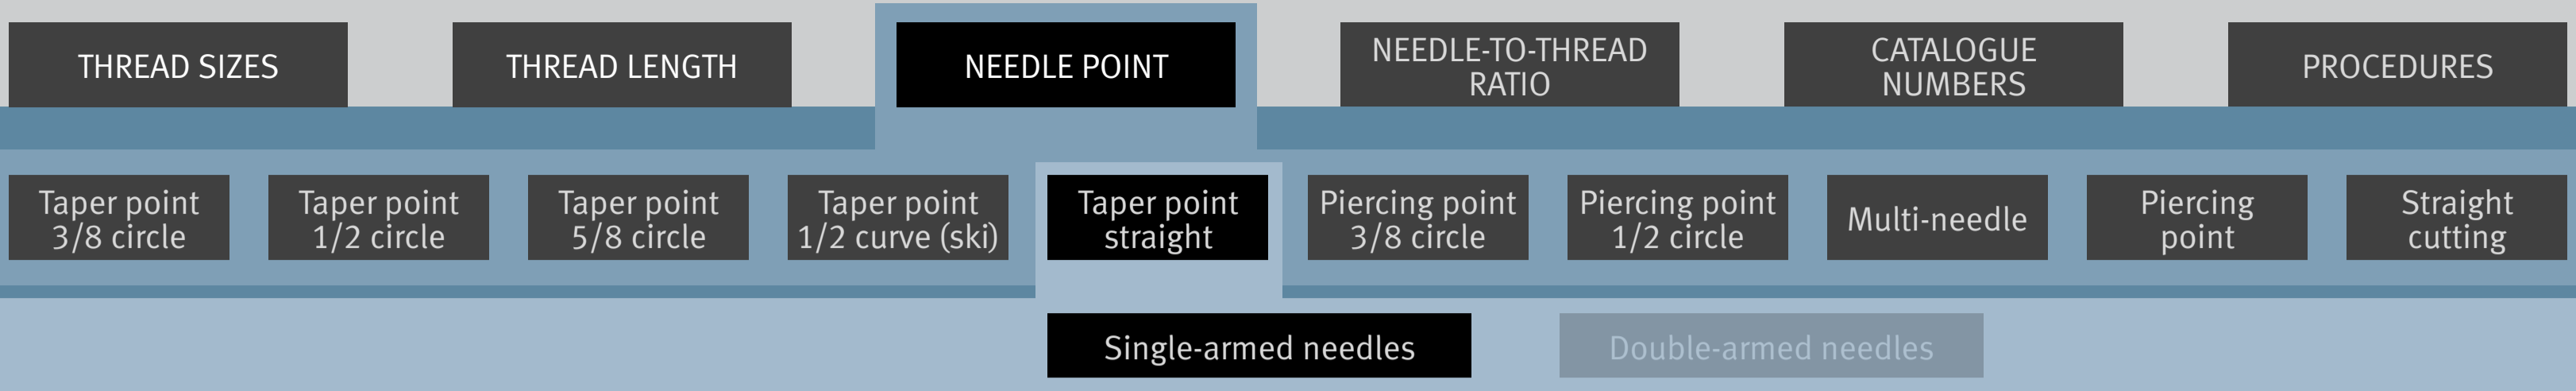 THREAD SIZES
THREAD LENGTH
NEEDLE POINT
NEEDLE-TO-THREAD
RATIO
CATALOGUE
NUMBERS
PROCEDURES
Taper point
3/8 circle
Taper point
1/2 circle
Taper point
5/8 circle
Taper point
1/2 curve (ski)
Taper point
straight
Piercing point
3/8 circle
Piercing point
1/2 circle
Multi-needle
Piercing
point
Straight
cutting
Single-armed needles
Double-armed needles